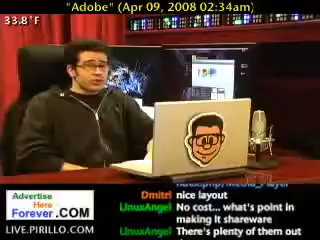 "Adobe" (Apr 09, 2008 02:34am)
33.8°F
Advertise
Here
Forever.COM
Dmitri nice layout
LinuxAngel No cost... what's point in
making it shareware
LIVE.PIRILLO.COM
LinuxAngel There's plenty of them out